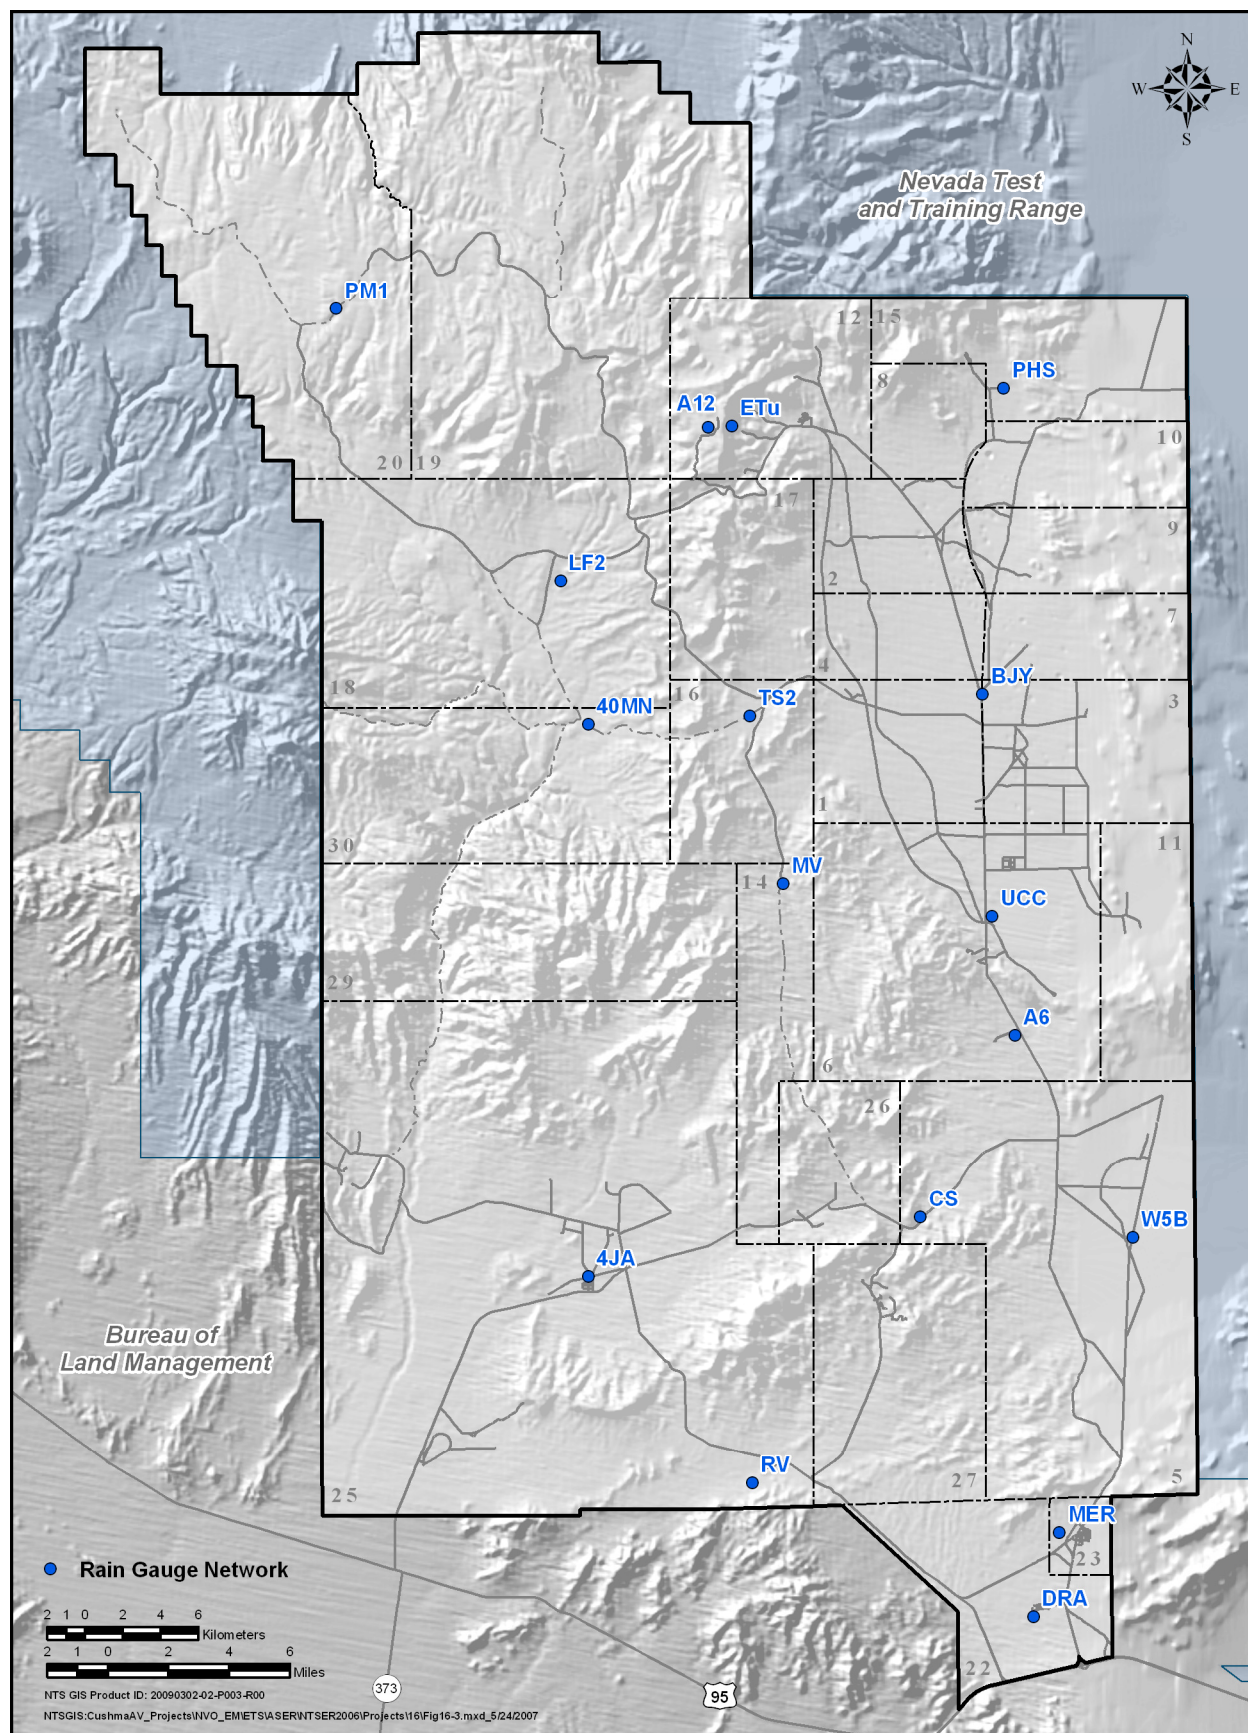 N
W E
S
Nevada Test
and Training Range
PM1
12 15
PHS
8
A12 ETu
10
20 19
17
9
LF2
2
7
18
16
4
BJY
40MN
TS2
3
1
30
11
14
MV
UCC
29
A6
6
26
CS
W5B
4JA
Bureau of
Land Management
RV
25
27
5
MER
23
DRA
22
Rain Gauge Network
2 1 0 2 4 6
Kilometers
2 1 0 2 4 6
Miles
373
95
NTS GIS Product ID: 20090302-02-P003-R00
NTSGIS:CushmaAV_Projects\NVO_EM\ETS\ASER\NTSER2006\Projects\16\Fig16-3.mxd_5/24/2007